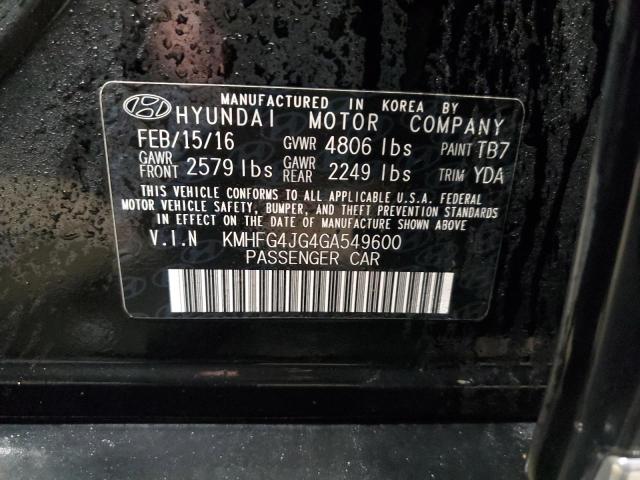 MANUFACTURED IN KOREA BY
HYUNDAI MOTOR COMPANY
FEB/15/16 GVWR 4806 lbs PAINT TB7
GAWR FRONT 2579 lbs GAWR REAR 2249 lbs TRIM YDA
THIS VEHICLE CONFORMS TO ALL APPLICABLE U.S.A. FEDERAL
MOTOR VEHICLE SAFETY, BUMPER, AND THEFT PREVENTION STANDARDS
IN EFFECT ON THE DATE OF MANUFACTURE SHOWN ABOVE.
V.I.N KMHFG4JG4GA549600
PASSENGER CAR